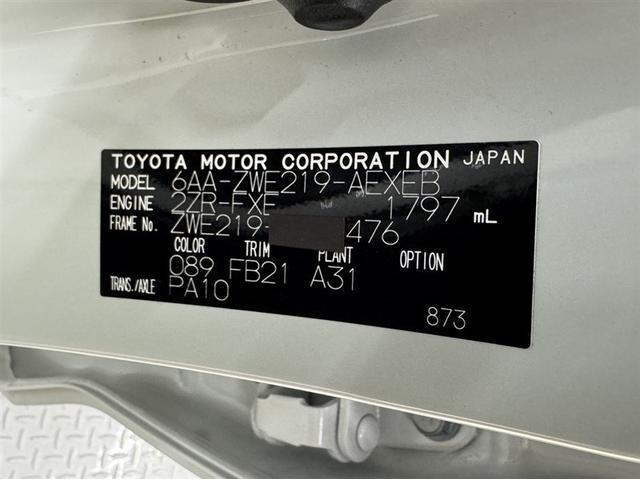 TOYOTA MOTOR CORPORATION JAPAN
MODEL 6AA-ZWE219-AEXEB
ENGINE 2ZR-FXE 1797 mL
FRAME No. ZWE219- 476
COLOR TRIM PLANT OPTION
089 FB21 A31
TRANS./AXLE PA10
873